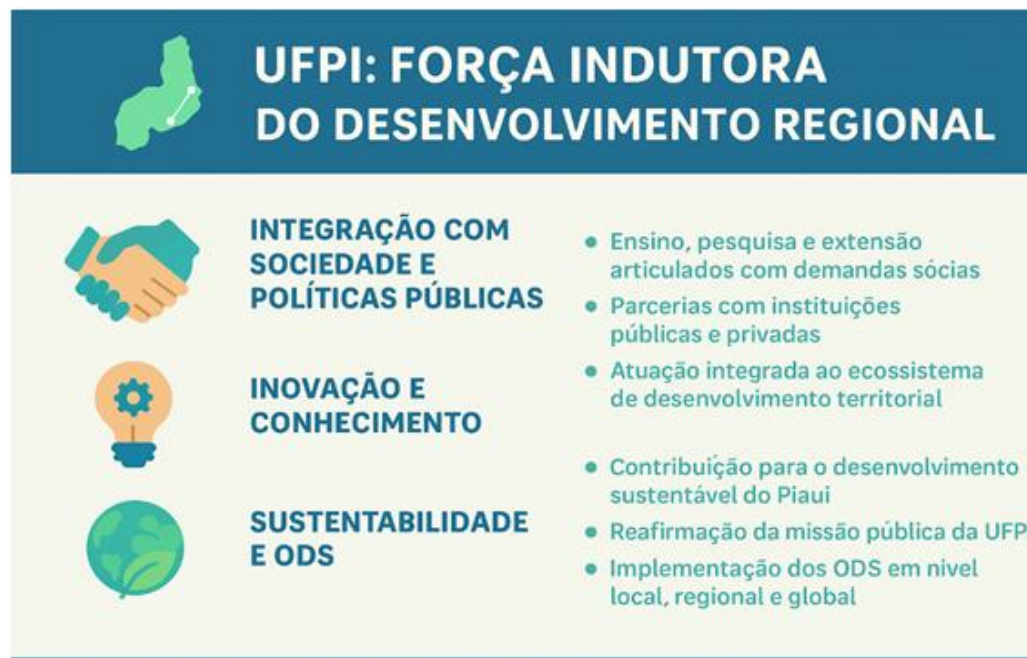 UFPI: FORÇA INDUTORA
DO DESENVOLVIMENTO REGIONAL
INTEGRAÇÃO COM
SOCIEDADE E
POLÍTICAS PÚBLICAS
• Ensino, pesquisa e extensão
articulados com demandas sócias
• Parcerias com instituições
públicas e privadas
• Atuação integrada ao ecossistema
de desenvolvimento territorial
INOVAÇÃO E
CONHECIMENTO
SUSTENTABILIDADE
E ODS
• Contribuição para o desenvolvimento
sustentável do Piaui
• Reafirmação da missão pública da UFP
• Implementação dos ODS em nivel
local, regional e global